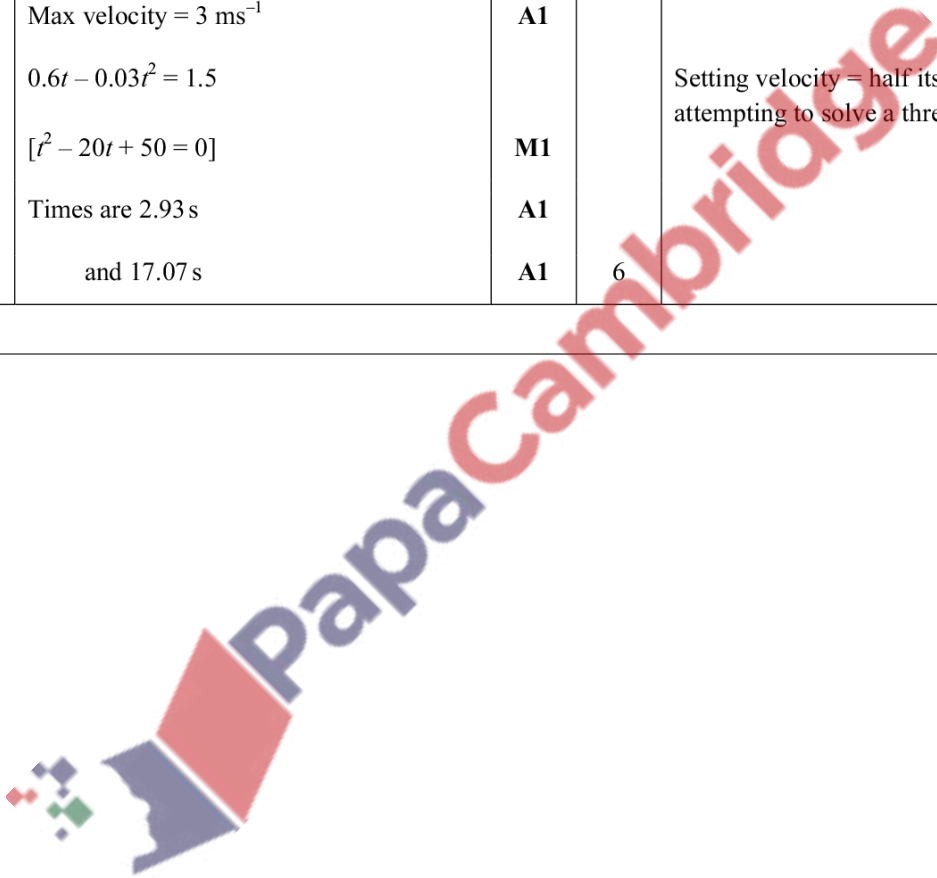 Max velocity = 3 ms⁻¹ A1
0.6t – 0.03t² = 1.5 Setting velocity = half its
attempting to solve a thre
[t² – 20t + 50 = 0] M1
Times are 2.93 s A1
and 17.07 s A1 6
PapaCambridge